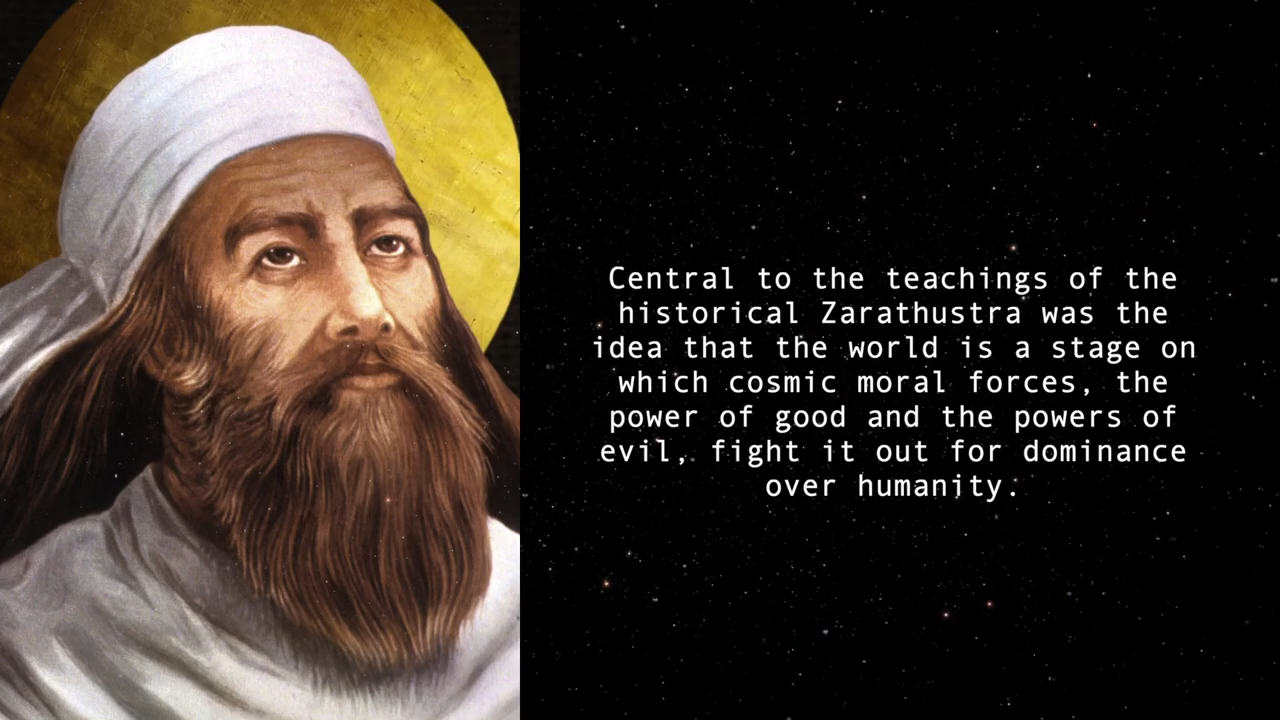 Central to the teachings of the
historical Zarathustra was the
idea that the world is a stage on
which cosmic moral forces, the
power of good and the powers of
evil, fight it out for dominance
over humanity.